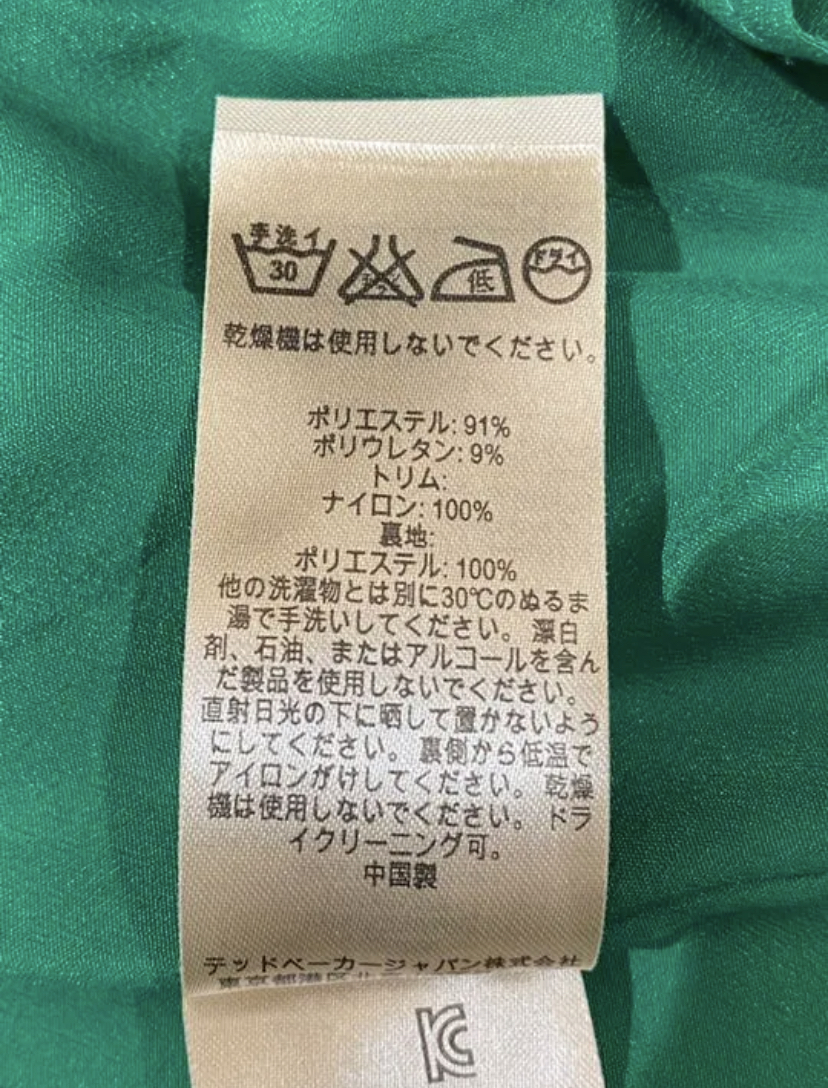 手洗イ
30
低
ドライ
乾燥機は使用しないでください。
ポリエステル: 91%
ポリウレタン: 9%
トリム:
ナイロン: 100%
裏地:
ポリエステル: 100%
他の洗濯物とは別に30℃のぬるま
湯で手洗いしてください。 漂白
剤、石油、またはアルコールを含ん
だ製品を使用しないでください。
直射日光の下に晒して置かないよう
にしてください。 裏側から低温で
アイロンがけしてください。 乾燥
機は使用しないでください。 ドラ
イクリーニング可。
中国製
テッドベーカージャパン株式会社
東京都港区北